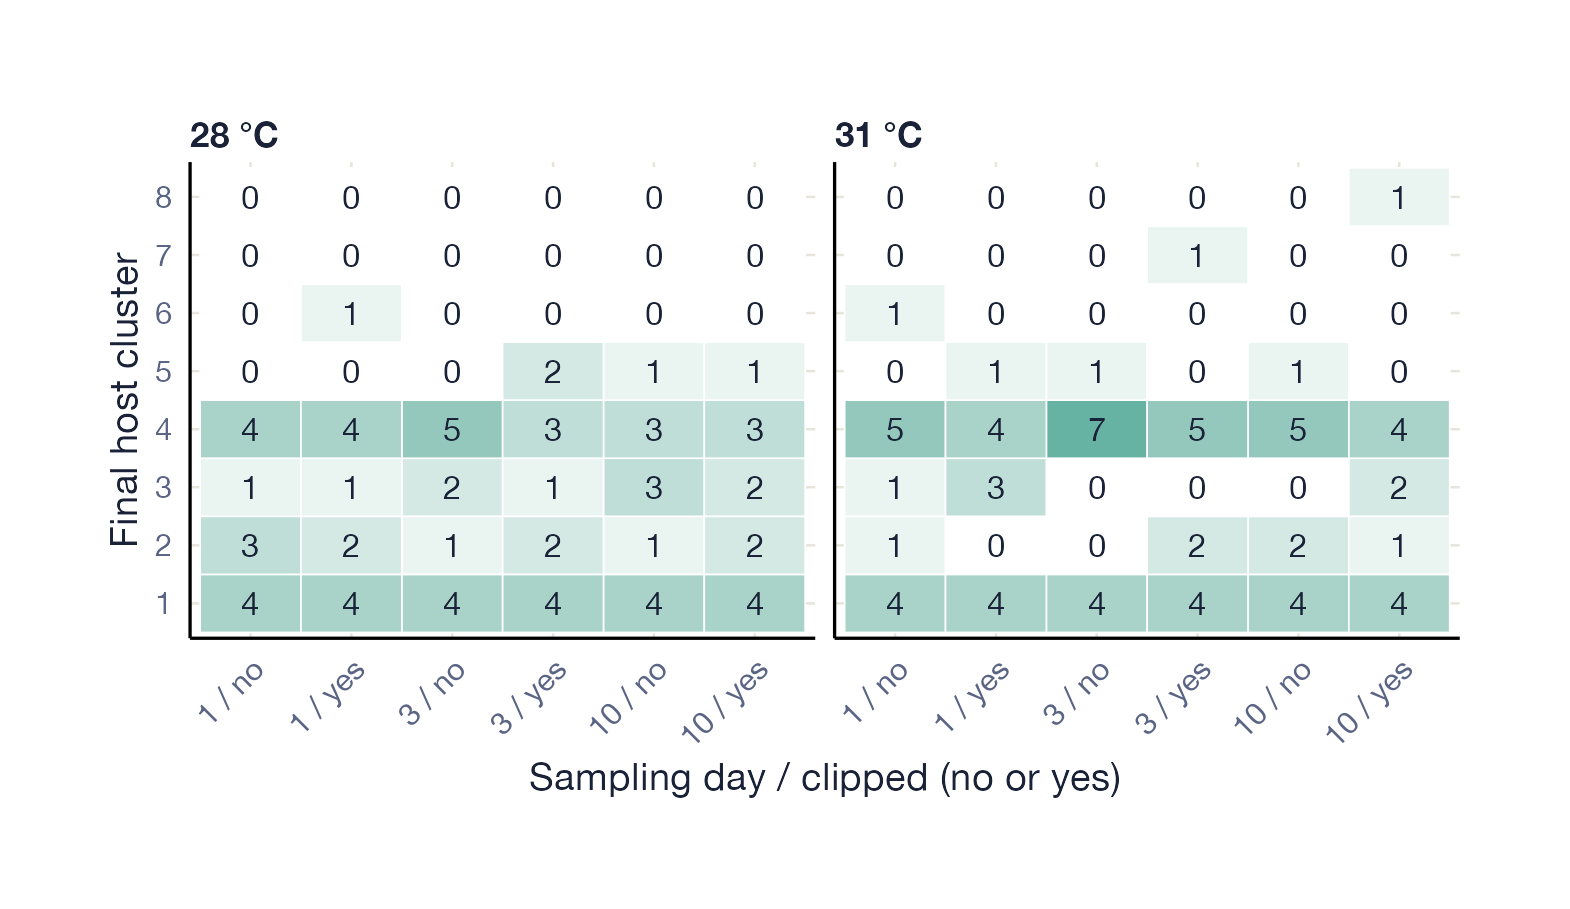 28 °C 31 °C
8 0 0 0 0 0 0 0 0 0 0 0 1
7 0 0 0 0 0 0 0 0 0 1 0 0
6 0 1 0 0 0 0 1 0 0 0 0 0
5 0 0 0 2 1 1 0 1 1 0 1 0
4 4 4 5 3 3 3 5 4 7 5 5 4
3 1 1 2 1 3 2 1 3 0 0 0 2
2 3 2 1 2 1 2 1 0 0 2 2 1
1 4 4 4 4 4 4 4 4 4 4 4 4
Final host cluster
1 / no 1 / yes 3 / no 3 / yes 10 / no 10 / yes 1 / no 1 / yes 3 / no 3 / yes 10 / no 10 / yes
Sampling day / clipped (no or yes)